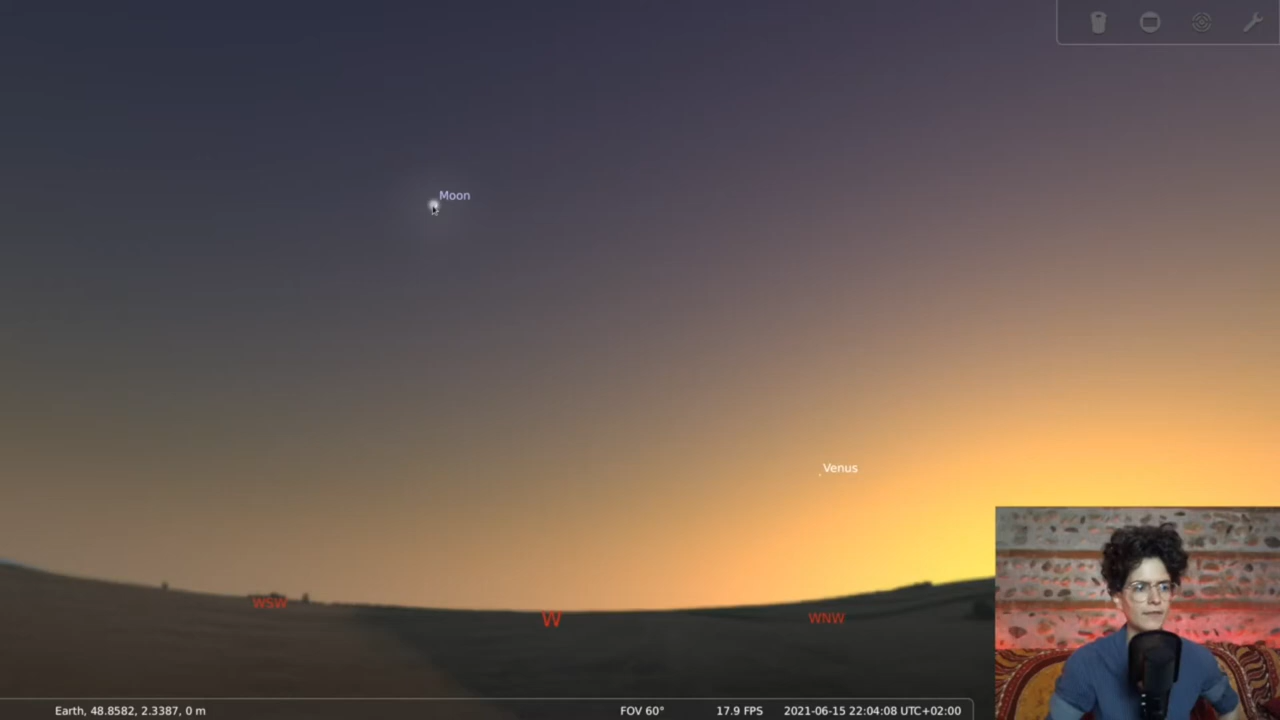 Moon
Venus
WSW
W
WNW
Earth, 48.8582, 2.3387, 0 m
FOV 60°
17.9 FPS
2021-06-15 22:04:08 UTC+02:00